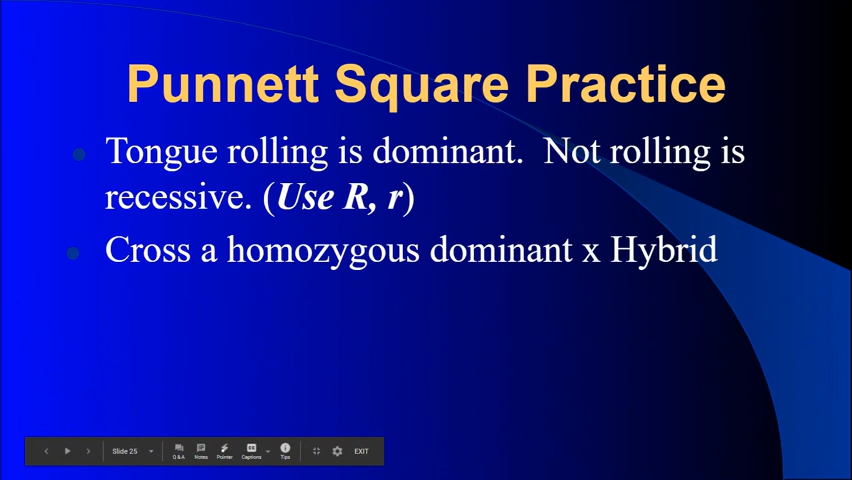 Punnett Square Practice
Tongue rolling is dominant.  Not rolling is
recessive. (Use R, r)
Cross a homozygous dominant x Hybrid
Slide 25
Q & A Notes Pointer Captions Tips EXIT